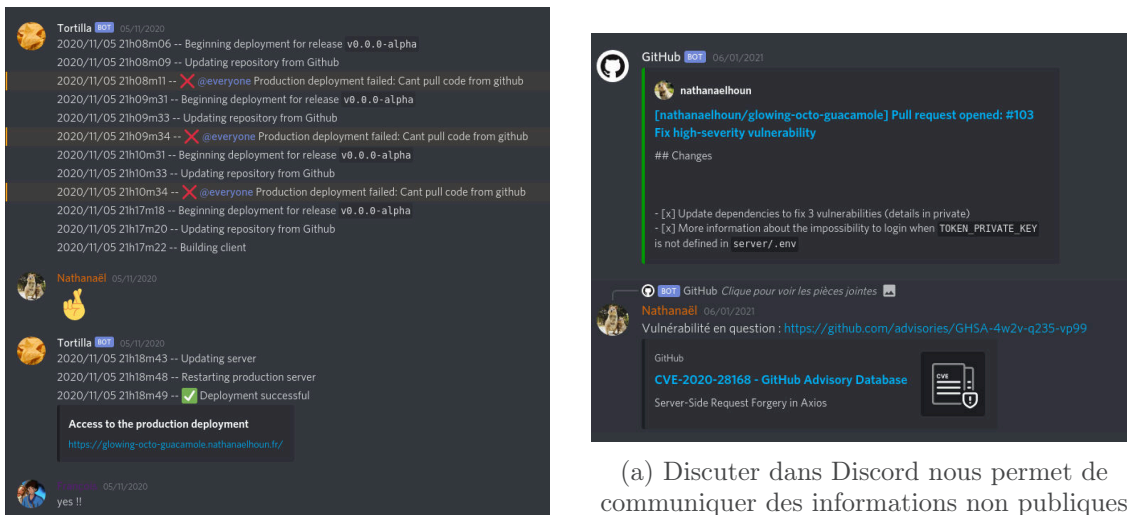 Tortilla BOT 05/11/2020
2020/11/05 21h08m06 -- Beginning deployment for release v0.0.0-alpha
2020/11/05 21h08m09 -- Updating repository from Github
2020/11/05 21h08m11 -- ❌ @everyone Production deployment failed: Cant pull code from github
2020/11/05 21h09m31 -- Beginning deployment for release v0.0.0-alpha
2020/11/05 21h09m33 -- Updating repository from Github
2020/11/05 21h09m34 -- ❌ @everyone Production deployment failed: Cant pull code from github
2020/11/05 21h10m31 -- Beginning deployment for release v0.0.0-alpha
2020/11/05 21h10m33 -- Updating repository from Github
2020/11/05 21h10m34 -- ❌ @everyone Production deployment failed: Cant pull code from github
2020/11/05 21h17m18 -- Beginning deployment for release v0.0.0-alpha
2020/11/05 21h17m20 -- Updating repository from Github
2020/11/05 21h17m22 -- Building client
Nathanaël 05/11/2020
🤞
Tortilla BOT 05/11/2020
2020/11/05 21h18m43 -- Updating server
2020/11/05 21h18m48 -- Restarting production server
2020/11/05 21h18m49 -- ✅ Deployment successful
Access to the production deployment
https://glowing-octo-guacamole.nathanaelhoun.fr/
05/11/2020
yes !!
GitHub BOT 06/01/2021
nathanaelhoun
[nathanaelhoun/glowing-octo-guacamole] Pull request opened: #103
Fix high-severity vulnerability
## Changes
- [x] Update dependencies to fix 3 vulnerabilities (details in private)
- [x] More information about the impossibility to login when TOKEN_PRIVATE_KEY
is not defined in server/.env
BOT GitHub Clique pour voir les pièces jointes
Nathanaël 06/01/2021
Vulnérabilité en question : https://github.com/advisories/GHSA-4w2v-q235-vp99
GitHub
CVE-2020-28168 - GitHub Advisory Database
Server-Side Request Forgery in Axios
CVE
(a) Discuter dans Discord nous permet de
communiquer des informations non publiques